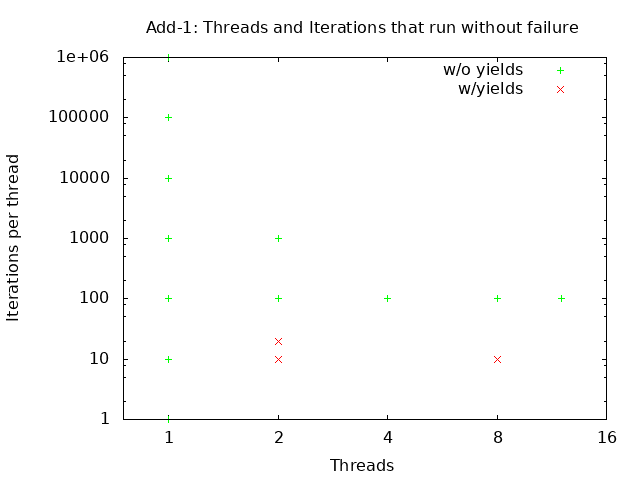 Add-1: Threads and Iterations that run without failure
1e+06
100000
10000
1000
100
10
1
Iterations per thread
w/o yields
w/yields
1 2 4 8 16
Threads